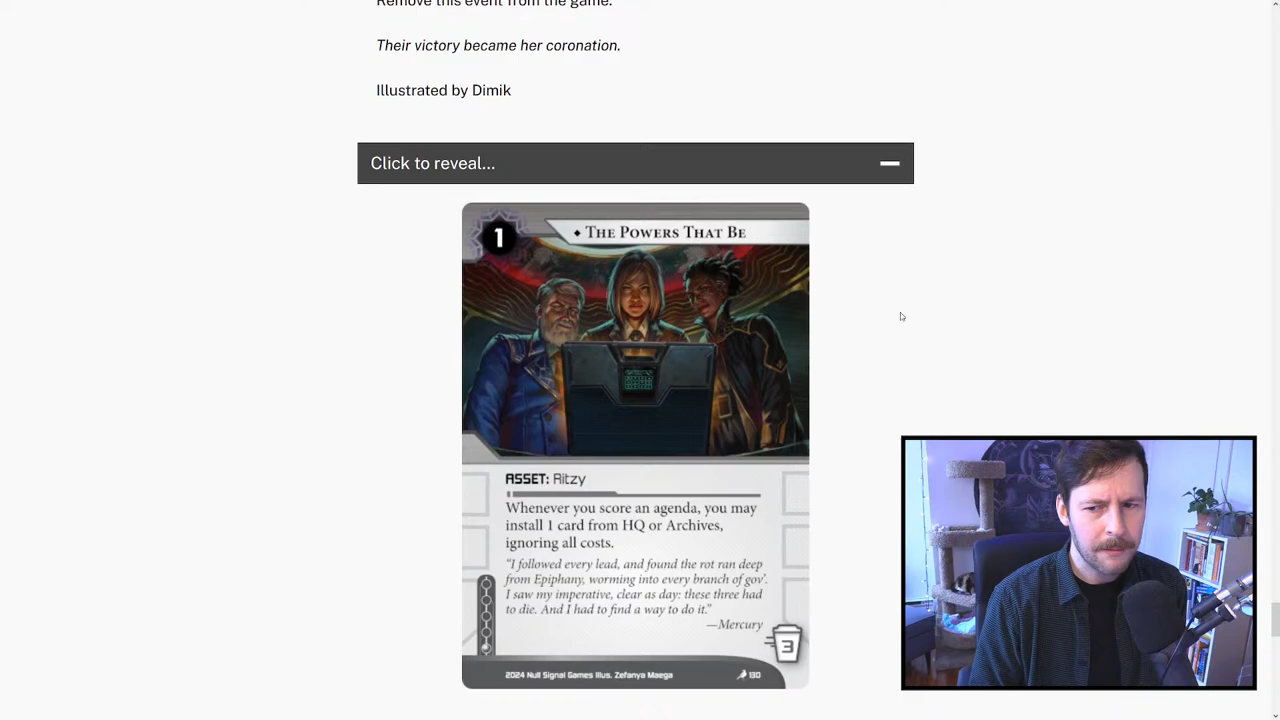 Remove this event from the game.
Their victory became her coronation.
Illustrated by Dimik
Click to reveal...
1
◆ THE POWERS THAT BE
ASSET: Ritzy
Whenever you score an agenda, you may
install 1 card from HQ or Archives,
ignoring all costs.
"I followed every lead, and found the rot ran deep
from Epiphany, worming into every branch of gov'.
I saw my imperative, clear as day: these three had
to die. And I had to find a way to do it."
—Mercury
3
2024 Null Signal Games Illus. Zefanya Maega
130